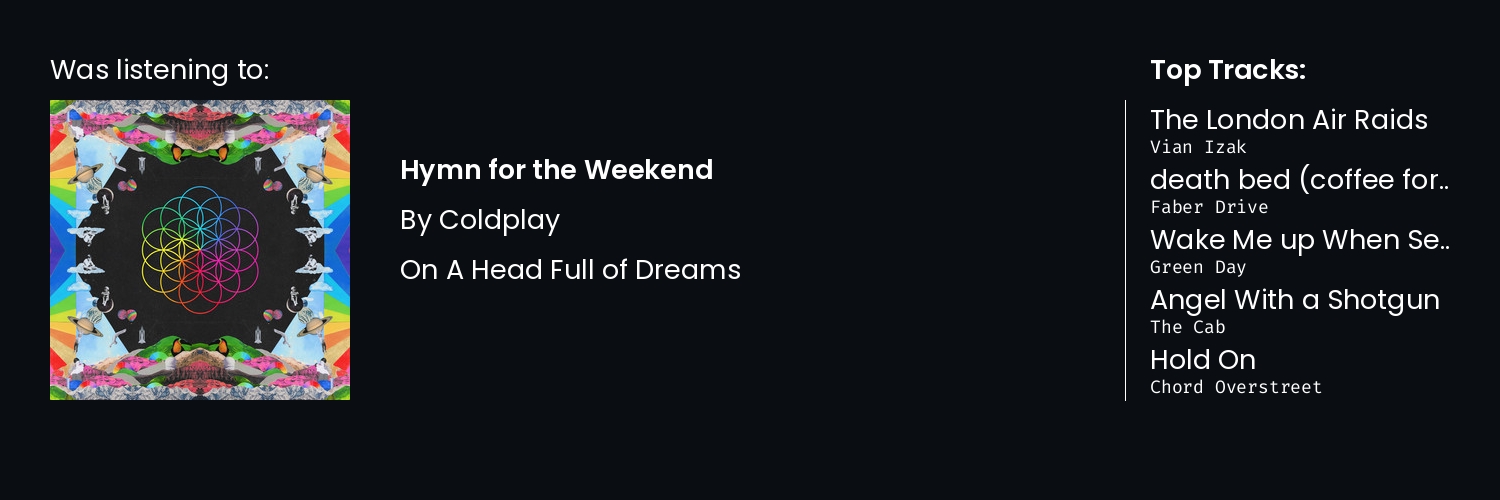 Was listening to:
Hymn for the Weekend
By Coldplay
On A Head Full of Dreams
Top Tracks:
The London Air Raids
Vian Izak
death bed (coffee for..
Faber Drive
Wake Me up When Se..
Green Day
Angel With a Shotgun
The Cab
Hold On
Chord Overstreet